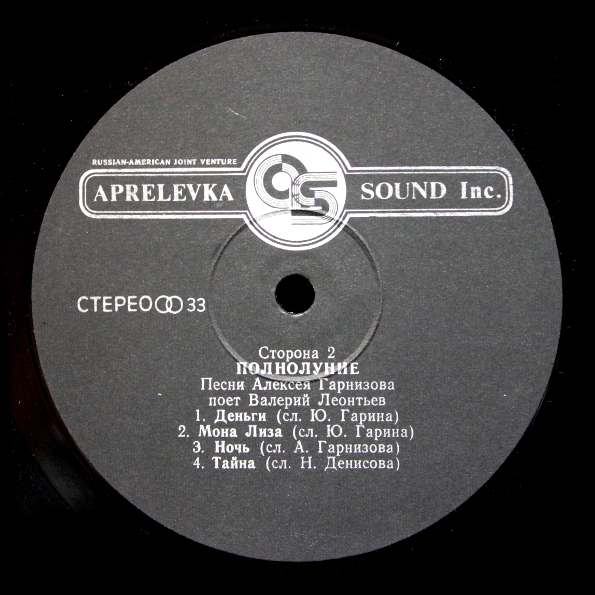 RUSSIAN-AMERICAN JOINT VENTURE
APRELEVKA SOUND Inc.
СТЕРЕО 33
Сторона 2
ПОЛНОЛУНИЕ
Песни Алексея Гарнизова
поет Валерий Леонтьев
1. Деньги (сл. Ю. Гарина)
2. Мона Лиза (сл. Ю. Гарина)
3. Ночь (сл. А. Гарнизова)
4. Тайна (сл. Н. Денисова)